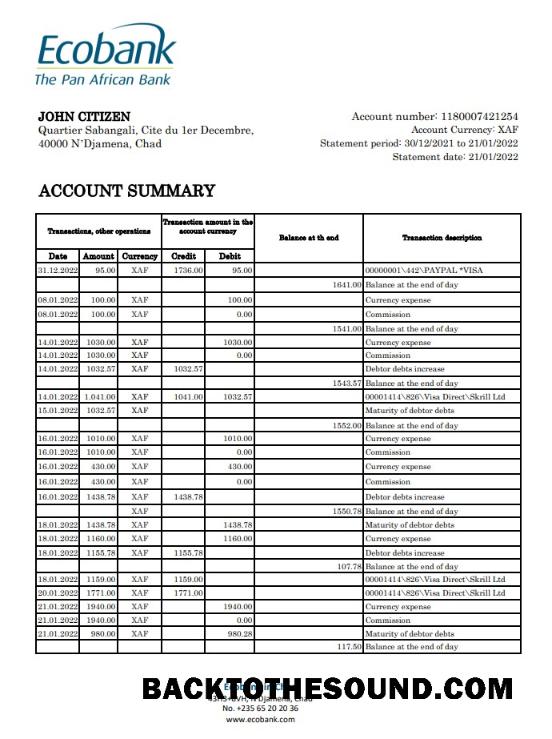 Ecobank
The Pan African Bank
JOHN CITIZEN
Quartier Sabangali, Cite du 1er Decembre,
40000 N'Djamena, Chad
Account number: 1180007421254
Account Currency: XAF
Statement period: 30/12/2021 to 21/01/2022
Statement date: 21/01/2022
ACCOUNT SUMMARY
Transactions, other operations Transaction amount in the account currency Balance at th end Transaction description
Date Amount Currency Credit Debit
31.12.2022 95.00 XAF 1736.00 95.00 00000001\442\PAYPAL *VISA
1641.00 Balance at the end of day
08.01.2022 100.00 XAF 100.00 Currency expense
08.01.2022 100.00 XAF 0.00 Commission
1541.00 Balance at the end of day
14.01.2022 1030.00 XAF 1030.00 Currency expense
14.01.2022 1030.00 XAF 0.00 Commission
14.01.2022 1032.57 XAF 1032.57 Debtor debts increase
1543.57 Balance at the end of day
14.01.2022 1.041.00 XAF 1041.00 1032.57 00001414\826\Visa Direct\Skrill Ltd
15.01.2022 1032.57 XAF Maturity of debtor debts
1552.00 Balance at the end of day
16.01.2022 1010.00 XAF 1010.00 Currency expense
16.01.2022 1010.00 XAF 0.00 Commission
16.01.2022 430.00 XAF 430.00 Currency expense
16.01.2022 430.00 XAF 0.00 Commission
16.01.2022 1438.78 XAF 1438.78 Debtor debts increase
XAF 1550.78 Balance at the end of day
18.01.2022 1438.78 XAF 1438.78 Maturity of debtor debts
18.01.2022 1160.00 XAF 1160.00 Currency expense
18.01.2022 1155.78 XAF 1155.78 Debtor debts increase
107.78 Balance at the end of day
18.01.2022 1159.00 XAF 1159.00 00001414\826\Visa Direct\Skrill Ltd
20.01.2022 1771.00 XAF 1771.00 00001414\826\Visa Direct\Skrill Ltd
21.01.2022 1940.00 XAF 1940.00 Currency expense
21.01.2022 1940.00 XAF 0.00 Commission
21.01.2022 980.00 XAF 980.28 Maturity of debtor debts
117.50 Balance at the end of day
BACKTOTHESOUND.COM
No. +235 65 20 20 36
www.ecobank.com